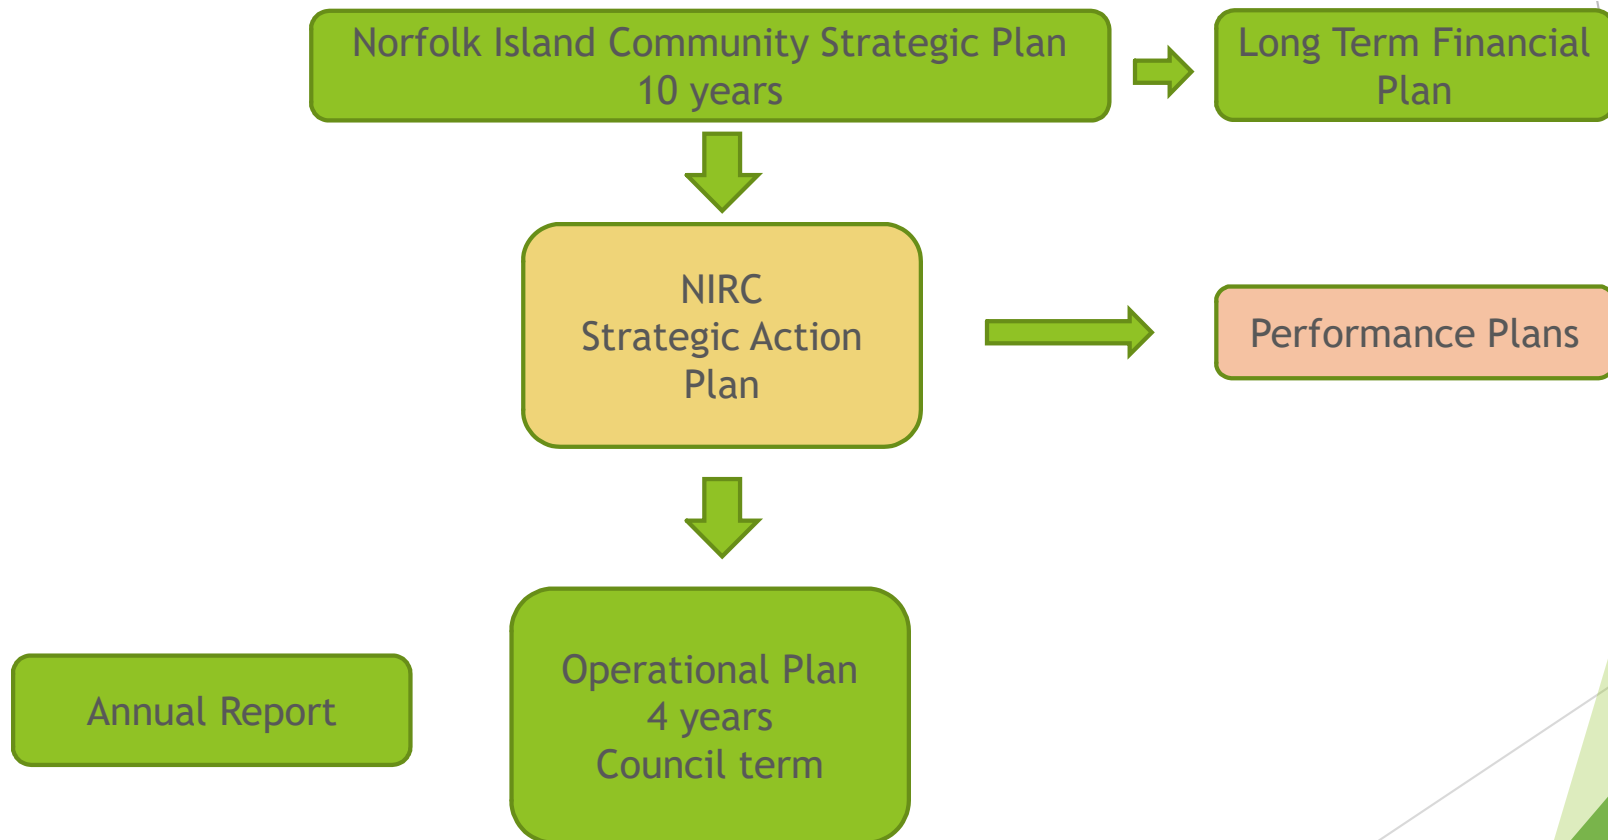 Norfolk Island Community Strategic Plan
10 years
Long Term Financial
Plan
NIRC
Strategic Action
Plan
Performance Plans
Operational Plan
4 years
Council term
Annual Report